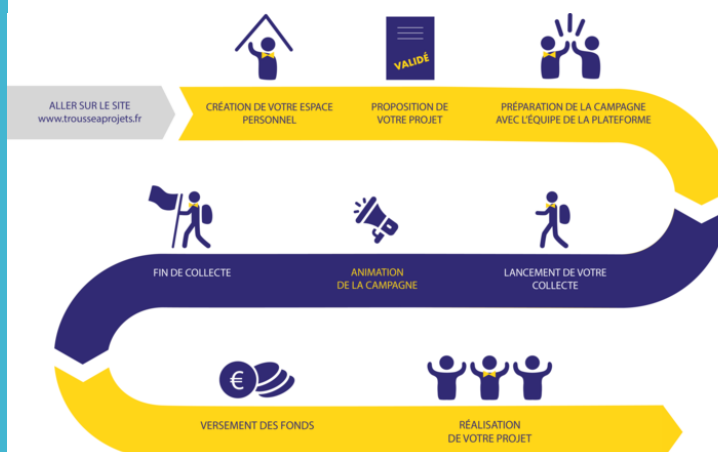 VALIDÉ
ALLER SUR LE SITE
www.trousseaprojets.fr
CRÉATION DE VOTRE ESPACE
PERSONNEL
PROPOSITION DE
VOTRE PROJET
PRÉPARATION DE LA CAMPAGNE
AVEC L'ÉQUIPE DE LA PLATEFORME
LANCEMENT DE VOTRE
COLLECTE
ANIMATION
DE LA CAMPAGNE
FIN DE COLLECTE
€
VERSEMENT DES FONDS
RÉALISATION
DE VOTRE PROJET